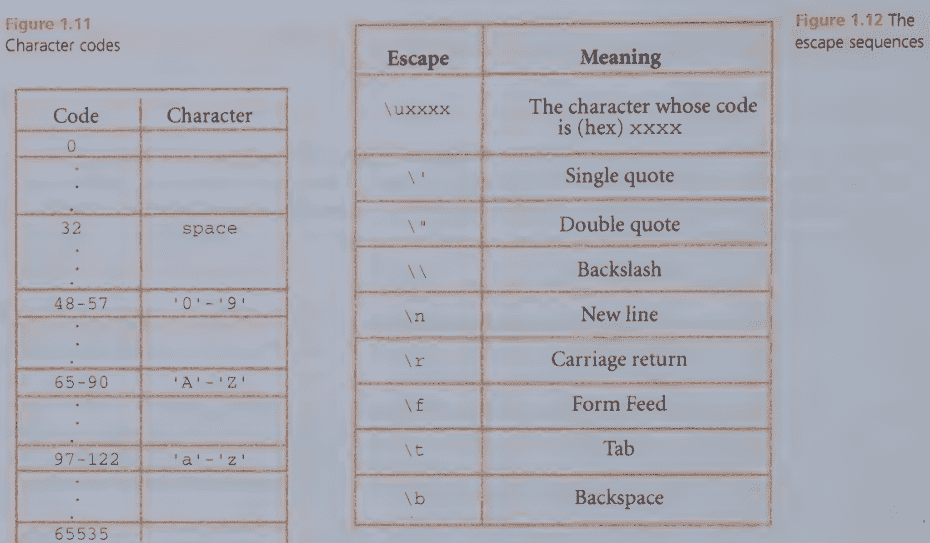 Figure 1.11
Character codes
Code Character
0
.
.
.
32 space
.
.
48-57 '0'-'9'
.
.
.
65-90 'A'-'Z'
.
.
.
97-122 'a'-'z'
.
.
.
65535
Figure 1.12 The
escape sequences
Escape Meaning
\uxxxx The character whose code
is (hex) xxxx
\' Single quote
\" Double quote
\\ Backslash
\n New line
\r Carriage return
\f Form Feed
\t Tab
\b Backspace